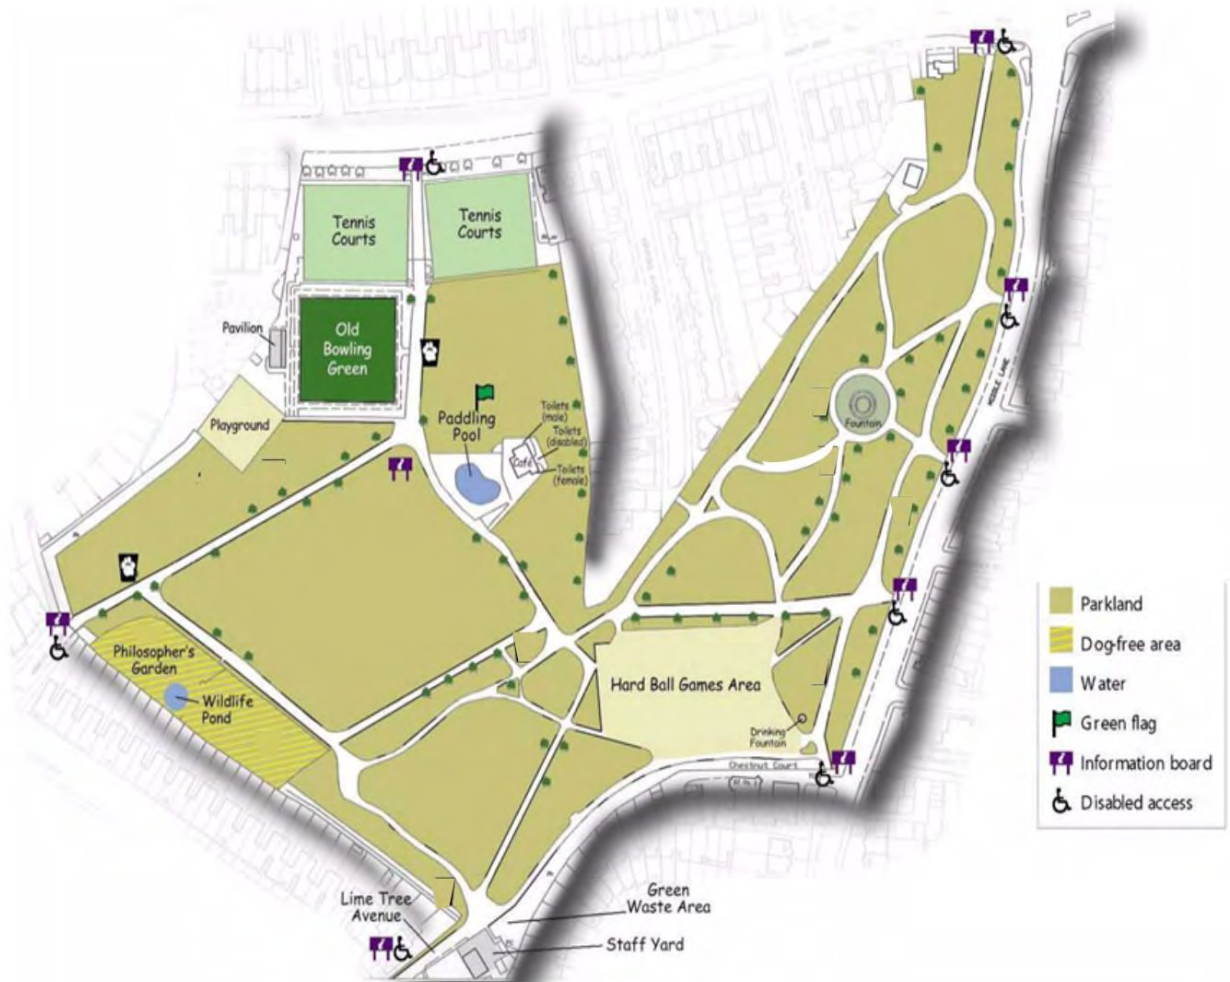 Tennis
Courts
Tennis
Courts
Pavilion
Old
Bowling
Green
MIDDLE LANE
Playground
Paddling
Pool
Toilets
(male)
Toilets
(disabled)
Café
Toilets
(female)
Fountain
Philosopher's
Garden
Wildlife
Pond
Hard Ball Games Area
Drinking
Fountain
Chestnut Court
Parkland
Dog-free area
Water
Green flag
Information board
Disabled access
Lime Tree
Avenue
Green
Waste Area
Staff Yard